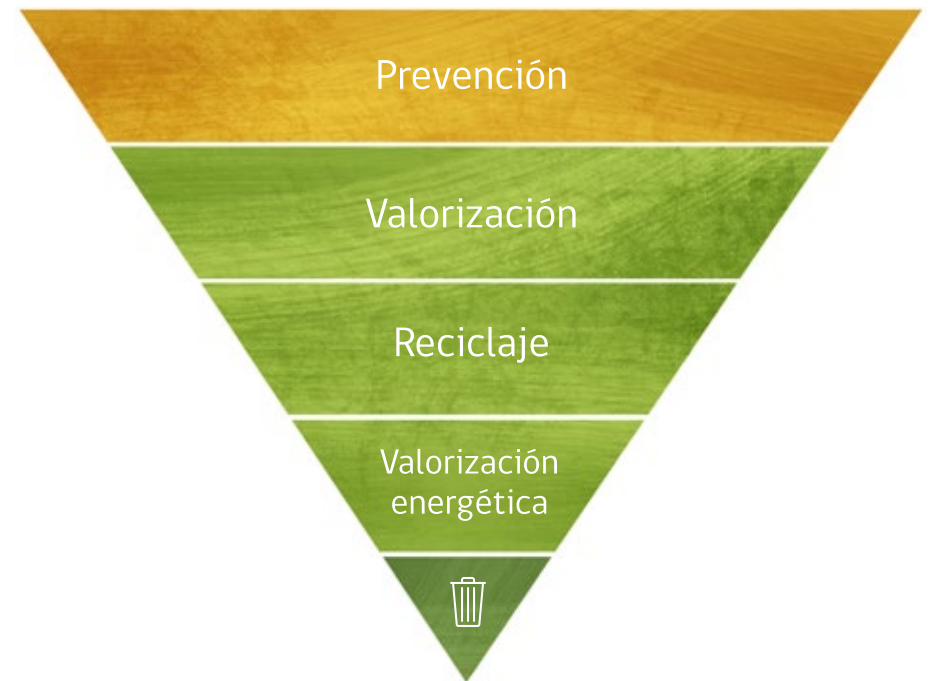 Prevención
Valorización
Reciclaje
Valorización
energética